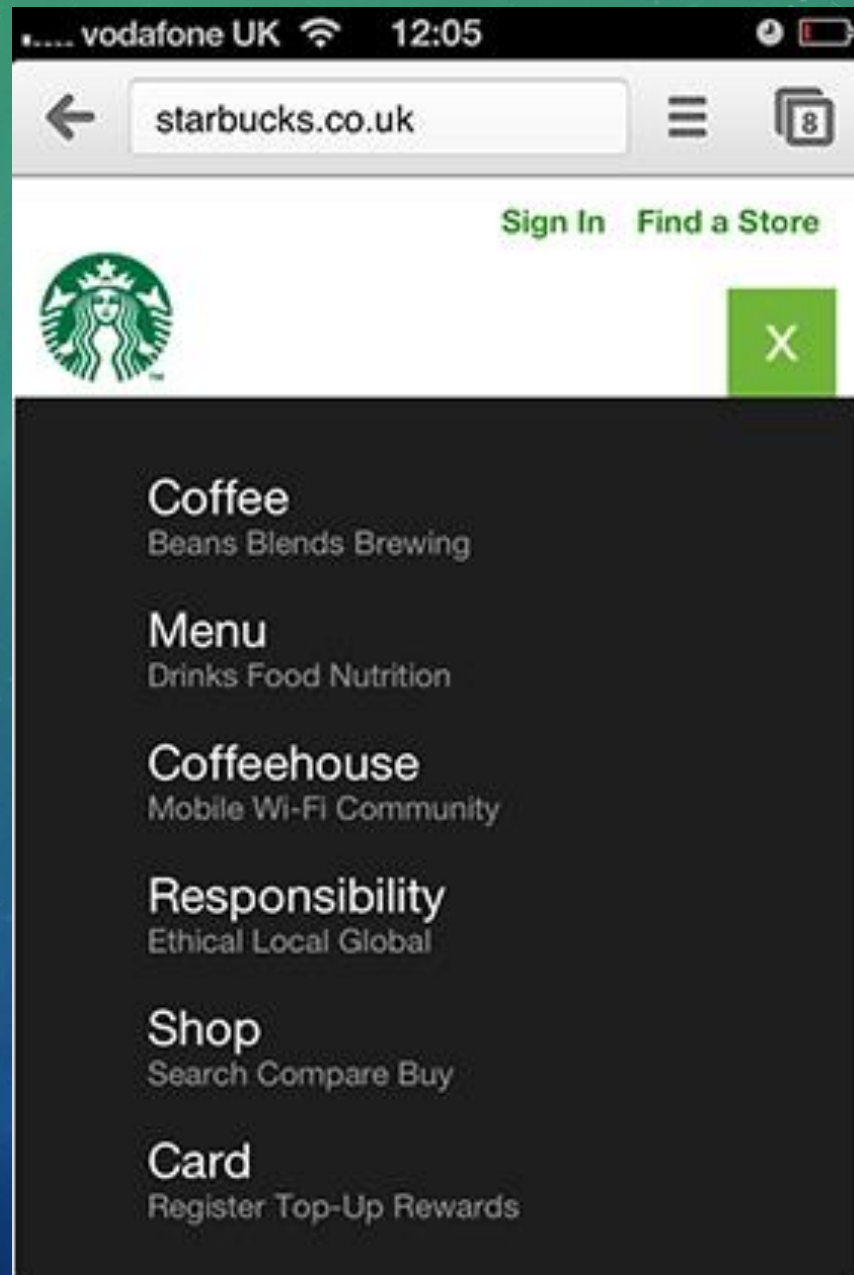 vodafone UK 12:05
starbucks.co.uk 8
Sign In Find a Store
TM
X
Coffee
Beans Blends Brewing
Menu
Drinks Food Nutrition
Coffeehouse
Mobile Wi-Fi Community
Responsibility
Ethical Local Global
Shop
Search Compare Buy
Card
Register Top-Up Rewards